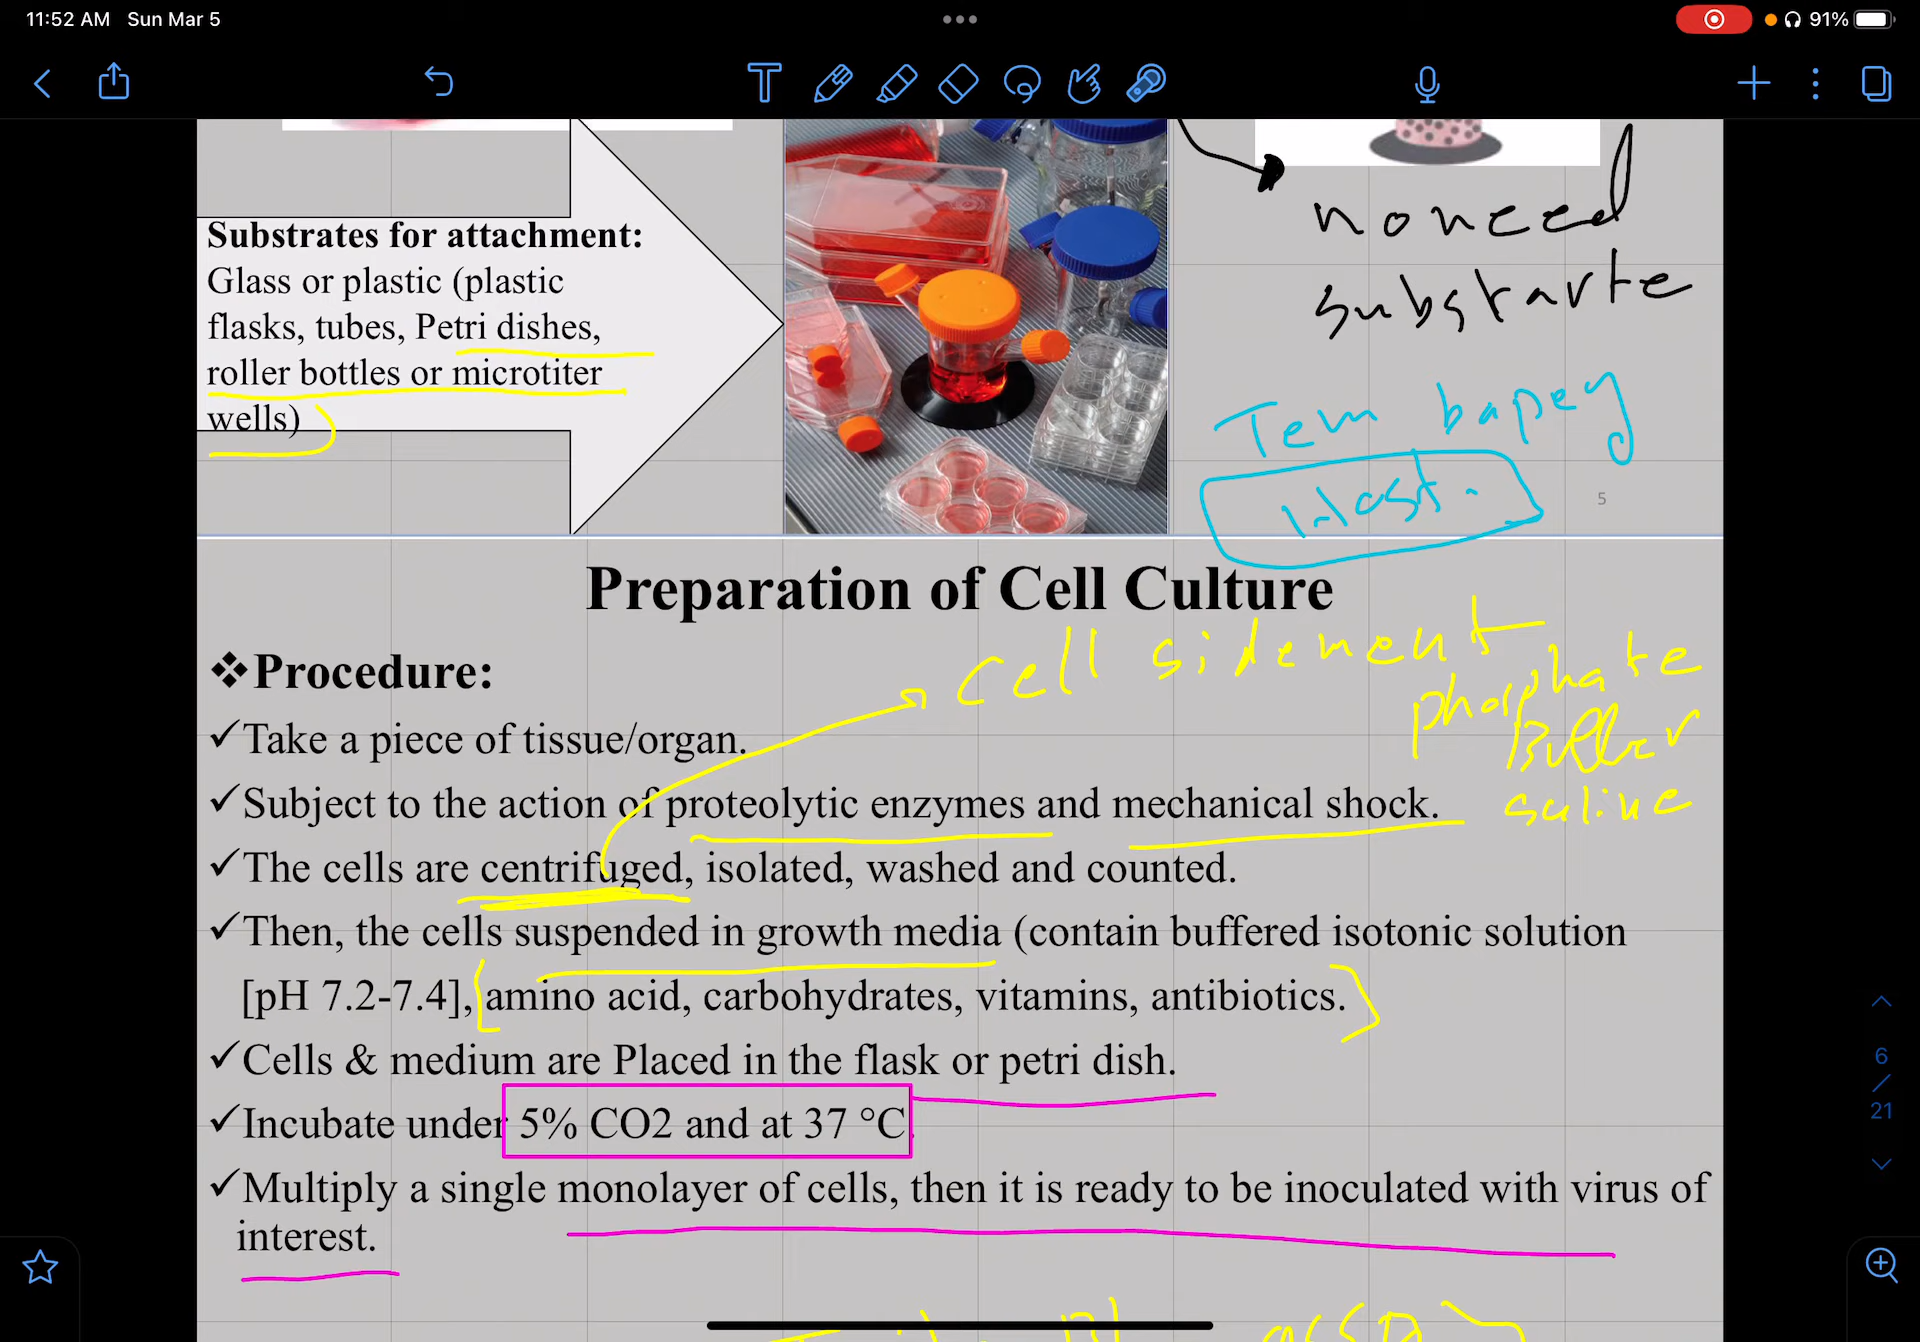 11:52 AM Sun Mar 5
91%
Substrates for attachment:
Glass or plastic (plastic
flasks, tubes, Petri dishes,
roller bottles or microtiter
wells)
no need
substarte
Tem
Host.
5
Preparation of Cell Culture
❖Procedure:
cell sidement
phosphate
Buffer
saline
✓Take a piece of tissue/organ.
✓Subject to the action of proteolytic enzymes and mechanical shock.
✓The cells are centrifuged, isolated, washed and counted.
✓Then, the cells suspended in growth media (contain buffered isotonic solution
[pH 7.2-7.4], amino acid, carbohydrates, vitamins, antibiotics.
✓Cells & medium are Placed in the flask or petri dish.
✓Incubate under 5% CO2 and at 37 °C.
✓Multiply a single monolayer of cells, then it is ready to be inoculated with virus of
interest.
6
/
21